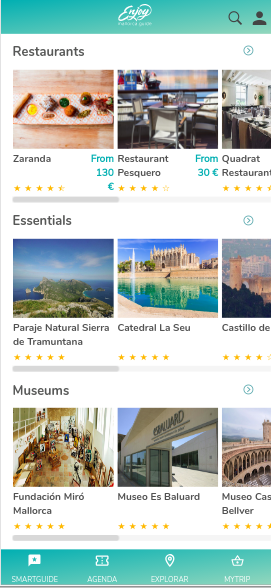 Enjoy
mallorca guide
Restaurants
Zaranda
From
130
€
Restaurant
Pesquero
From
30 €
Quadrat
Restaurant
Essentials
Paraje Natural Sierra
de Tramuntana
Catedral La Seu
Castillo de
Museums
ES BALUARD
Fundación Miró
Mallorca
Museo Es Baluard
Museo Cas
Bellver
SMARTGUIDE
AGENDA
EXPLORAR
MYTRIP